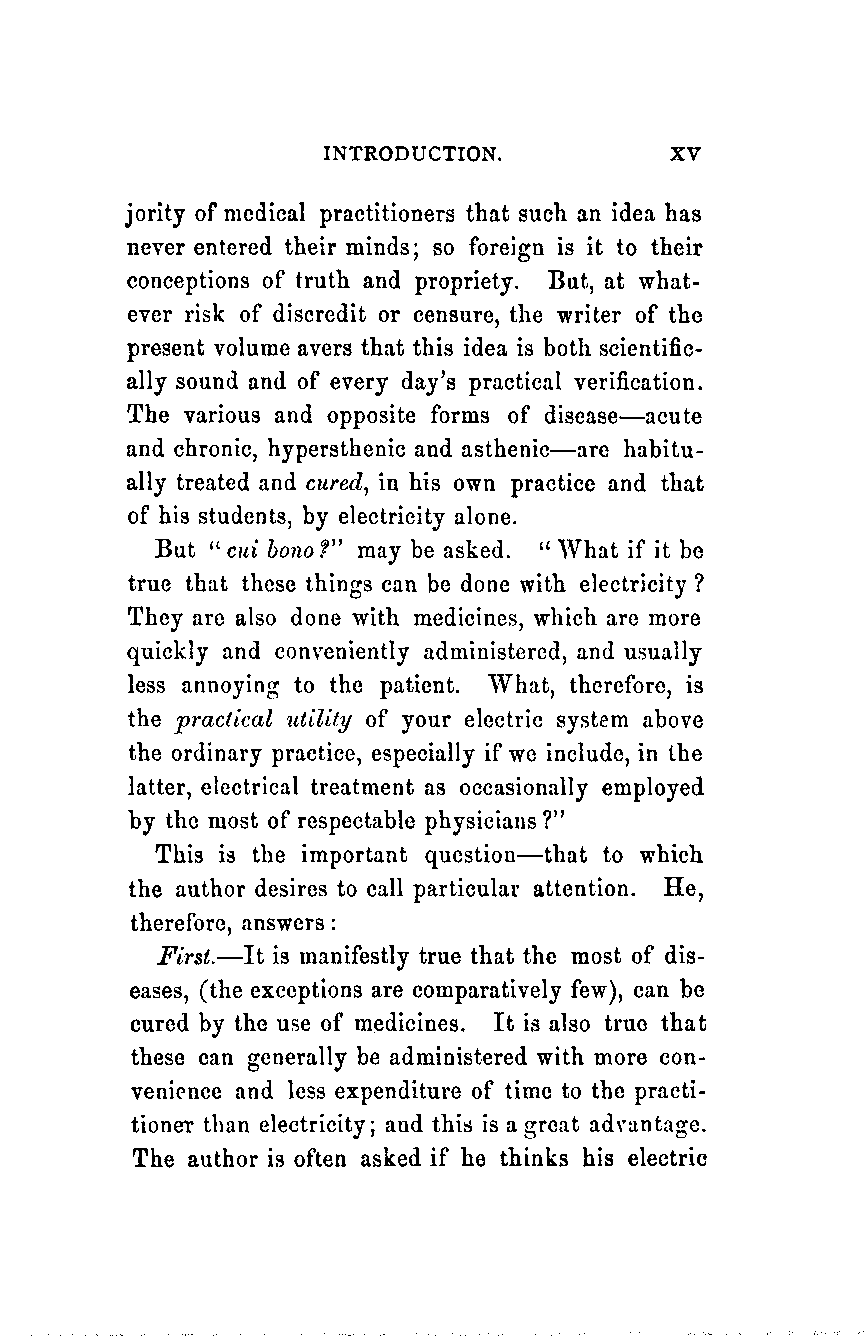 INTRODUCTION. XV
jority of medical practitioners that such an idea has
never entered their minds; so foreign is it to their
conceptions of truth and propriety. But, at what-
ever risk of discredit or censure, the writer of the
present volume avers that this idea is both scientific-
ally sound and of every day's practical verification.
The various and opposite forms of disease—acute
and chronic, hypersthenic and asthenic—are habitu-
ally treated and cured, in his own practice and that
of his students, by electricity alone.
But "cui bono?" may be asked. "What if it be
true that these things can be done with electricity?
They are also done with medicines, which are more
quickly and conveniently administered, and usually
less annoying to the patient. What, therefore, is
the practical utility of your electric system above
the ordinary practice, especially if we include, in the
latter, electrical treatment as occasionally employed
by the most of respectable physicians?"
This is the important question—that to which
the author desires to call particular attention. He,
therefore, answers:
First.—It is manifestly true that the most of dis-
eases, (the exceptions are comparatively few), can be
cured by the use of medicines. It is also true that
these can generally be administered with more con-
venience and less expenditure of time to the practi-
tioner than electricity; and this is a great advantage.
The author is often asked if he thinks his electric